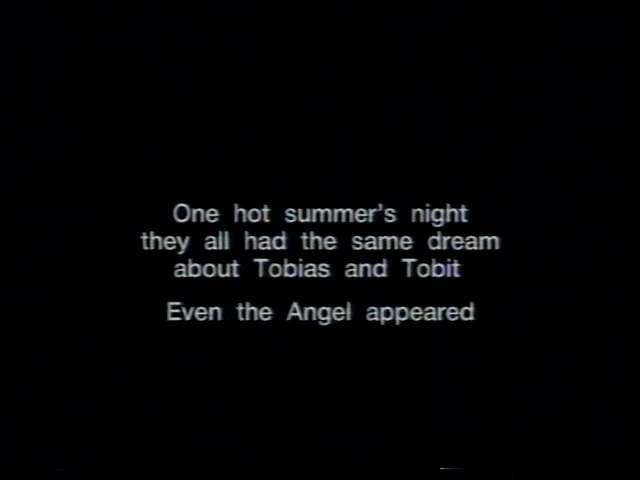 One hot summer's night
they all had the same dream
about Tobias and Tobit
Even the Angel appeared